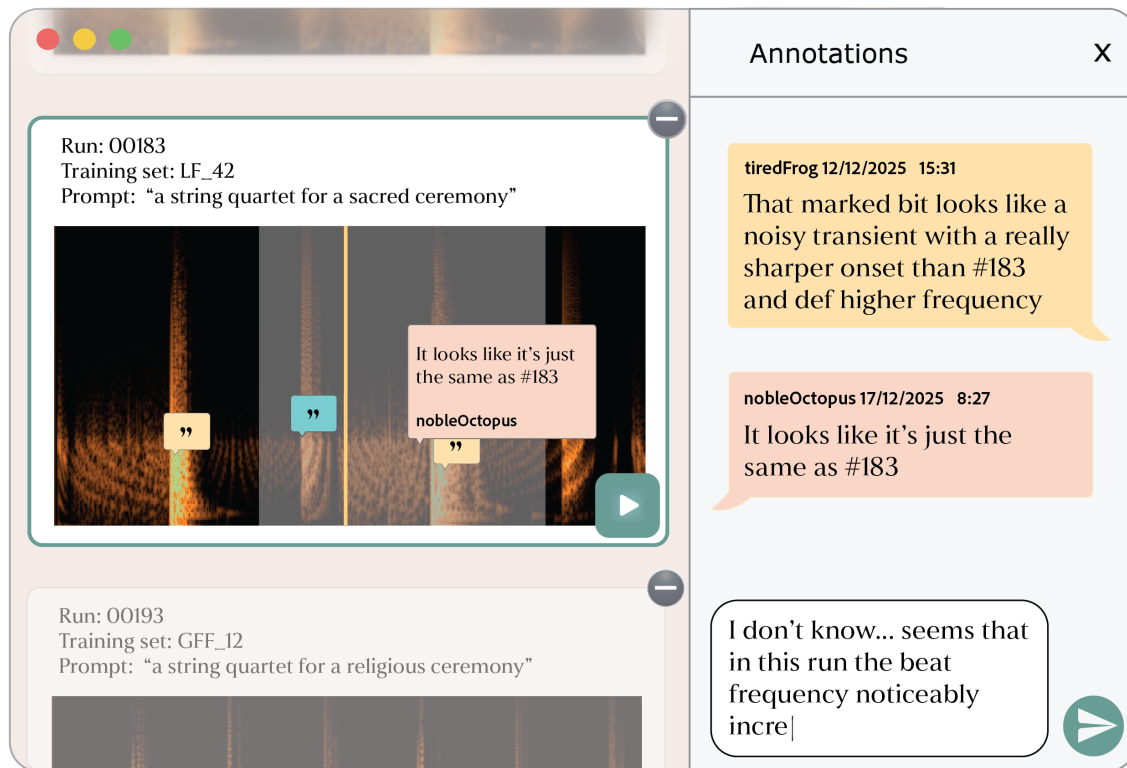 Run: 00183
Training set: LF_42
Prompt: “a string quartet for a sacred ceremony”
”
”
It looks like it’s just
the same as #183
nobleOctopus
”
Run: 00193
Training set: GFF_12
Prompt: “a string quartet for a religious ceremony”
Annotations X
tiredFrog 12/12/2025 15:31
That marked bit looks like a
noisy transient with a really
sharper onset than #183
and def higher frequency
nobleOctopus 17/12/2025 8:27
It looks like it’s just the
same as #183
I don’t know... seems that
in this run the beat
frequency noticeably
incre|